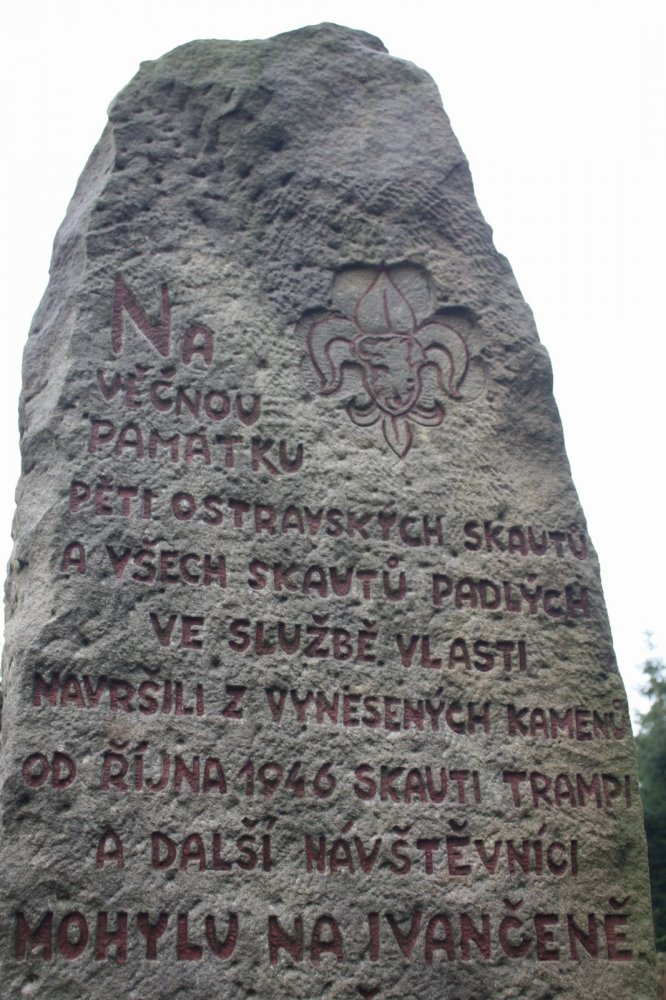 NA
VĚČNOU
PAMÁTKU
PĚTI OSTRAVSKÝCH SKAUTŮ
A VŠECH SKAUTŮ PADLÝCH
VE SLUŽBĚ VLASTI
NAVRŠILI Z VYNESENÝCH KAMENŮ
OD ŘÍJNA 1946 SKAUTI TRAMPI
A DALŠÍ NÁVŠTĚVNÍCI
MOHYLU NA IVANČENĚ.